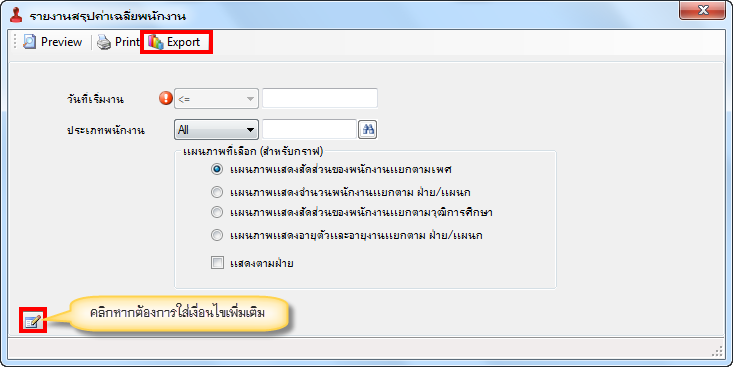 รายงานสรุปค่าเฉลี่ยพนักงาน
Preview Print Export
วันที่เริ่มงาน <=
ประเภทพนักงาน All
แผนภาพที่เลือก (สำหรับกราฟ)
แผนภาพแสดงสัดส่วนของพนักงานแยกตามเพศ
แผนภาพแสดงจำนวนพนักงานแยกตาม ฝ่าย/แผนก
แผนภาพแสดงสัดส่วนของพนักงานแยกตามวุฒิการศึกษา
แผนภาพแสดงอายุตัวและอายุงานแยกตาม ฝ่าย/แผนก
แสดงตามฝ่าย
คลิกหากต้องการใส่เงื่อนไขเพิ่มเติม